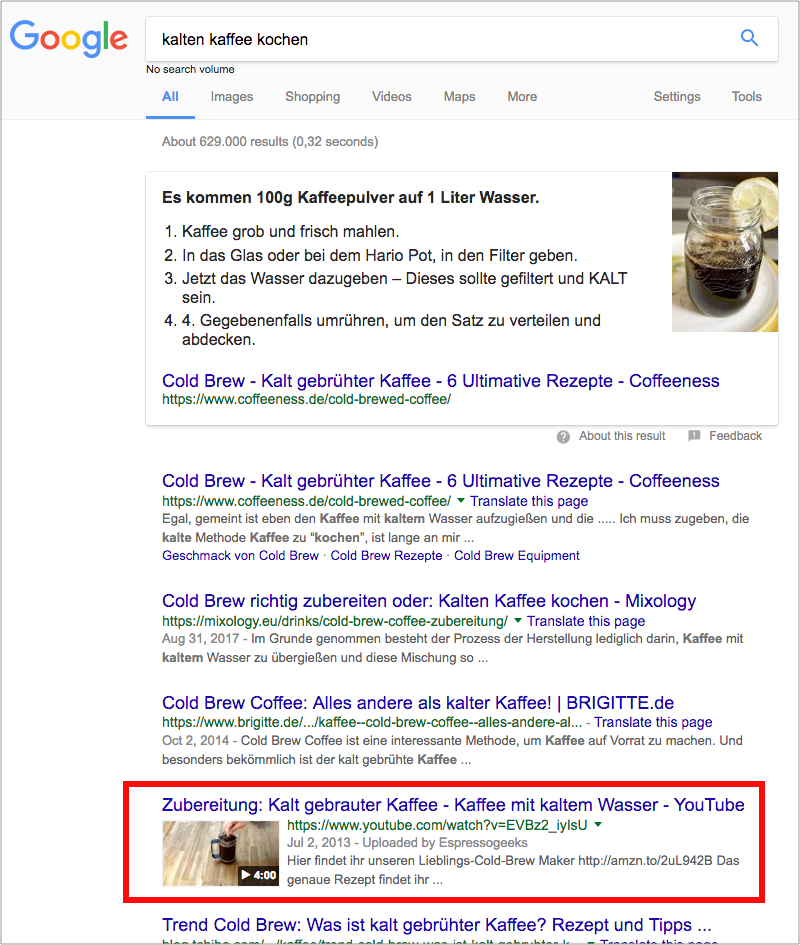 Google
kalten kaffee kochen
No search volume
All Images Shopping Videos Maps More Settings Tools
About 629.000 results (0,32 seconds)
Es kommen 100g Kaffeepulver auf 1 Liter Wasser.
1. Kaffee grob und frisch mahlen.
2. In das Glas oder bei dem Hario Pot, in den Filter geben.
3. Jetzt das Wasser dazugeben – Dieses sollte gefiltert und KALT
sein.
4. 4. Gegebenenfalls umrühren, um den Satz zu verteilen und
abdecken.
Cold Brew - Kalt gebrühter Kaffee - 6 Ultimative Rezepte - Coffeeness
https://www.coffeeness.de/cold-brewed-coffee/
About this result Feedback
Cold Brew - Kalt gebrühter Kaffee - 6 Ultimative Rezepte - Coffeeness
https://www.coffeeness.de/cold-brewed-coffee/ Translate this page
Egal, gemeint ist eben den Kaffee mit kaltem Wasser aufzugießen und die ..... Ich muss zugeben, die
kalte Methode Kaffee zu “kochen”, ist lange an mir ...
Geschmack von Cold Brew · Cold Brew Rezepte · Cold Brew Equipment
Cold Brew richtig zubereiten oder: Kalten Kaffee kochen - Mixology
https://mixology.eu/drinks/cold-brew-coffee-zubereitung/ Translate this page
Aug 31, 2017 - Im Grunde genommen besteht der Prozess der Herstellung lediglich darin, Kaffee mit
kaltem Wasser zu übergießen und diese Mischung so ...
Cold Brew Coffee: Alles andere als kalter Kaffee! | BRIGITTE.de
https://www.brigitte.de/.../kaffee--cold-brew-coffee--alles-andere-al... - Translate this page
Oct 2, 2014 - Cold Brew Coffee ist eine interessante Methode, um Kaffee auf Vorrat zu machen. Und
besonders bekömmlich ist der kalt gebrühte Kaffee ...
Zubereitung: Kalt gebrauter Kaffee - Kaffee mit kaltem Wasser - YouTube
https://www.youtube.com/watch?v=EVBz2_iyIsU
Jul 2, 2013 - Uploaded by Espressogeeks
Hier findet ihr unseren Lieblings-Cold-Brew Maker http://amzn.to/2uL942B Das
genaue Rezept findet ihr ...
4:00
Trend Cold Brew: Was ist kalt gebrühter Kaffee? Rezept und Tipps ...